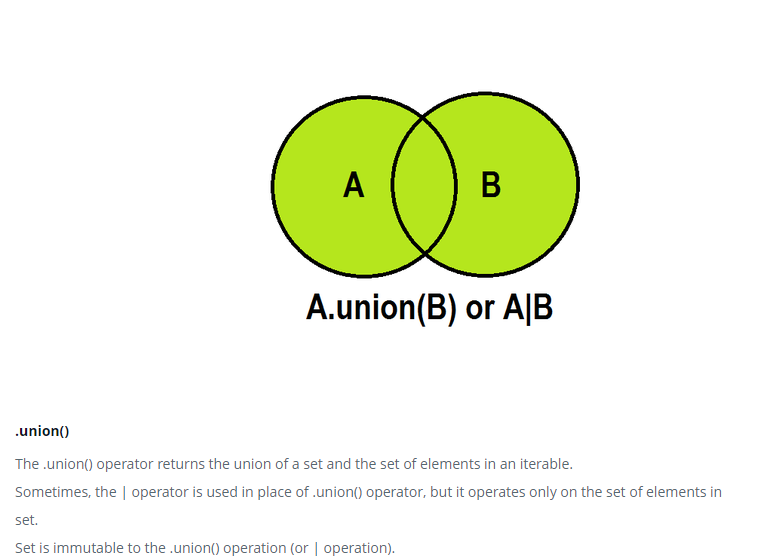 A B
A.union(B) or A|B
.union()
The .union() operator returns the union of a set and the set of elements in an iterable.
Sometimes, the | operator is used in place of .union() operator, but it operates only on the set of elements in
set.
Set is immutable to the .union() operation (or | operation).